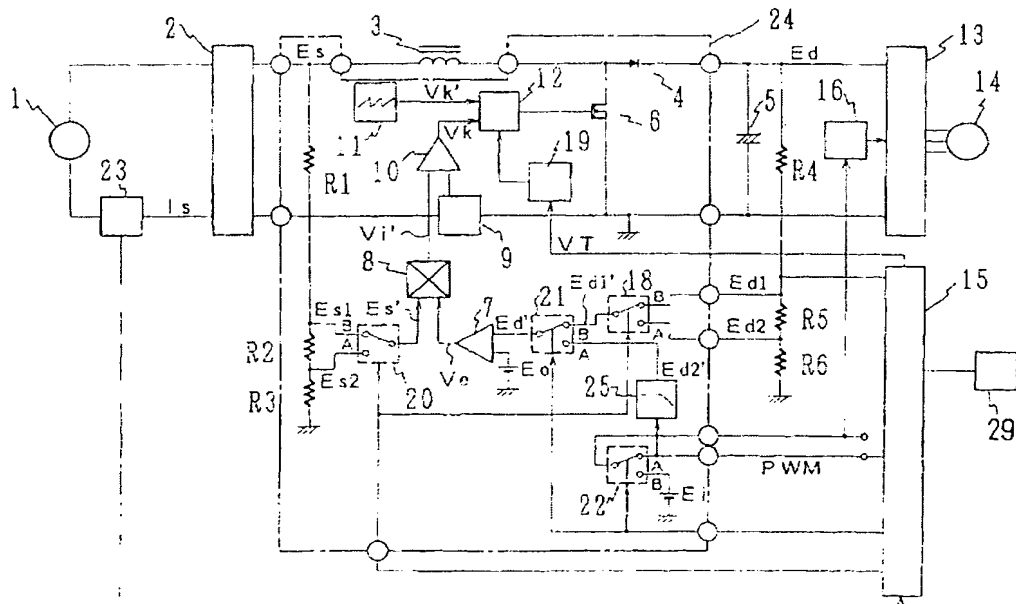 2
3
24
13
Es
Ed
1
12
Vk'
4
16
14
11
Vk
6
5
10
19
R1
R4
23
Is
Vi'
9
VT
8
15
Es'
21
Ed1'
18
B
Ed1
Es1
B
7
Ed'
B
A
R5
A
A
Ed2
R2
Es2
Ve
Eo
Ed2'
R6
R3
20
25
29
A
PWM
B
Ei
22